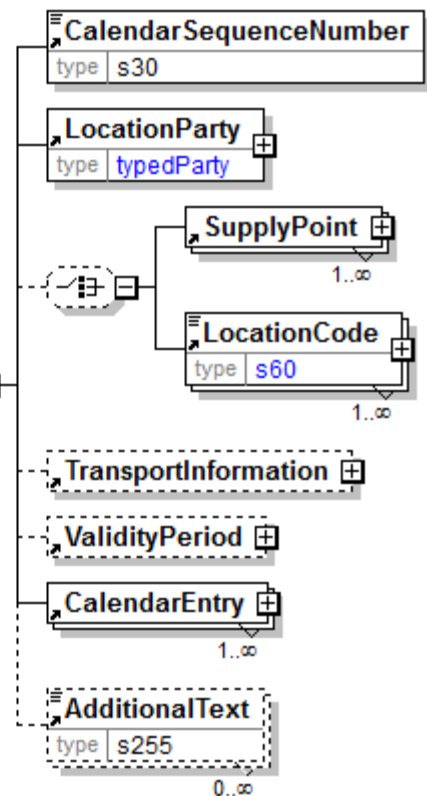 CalendarSequenceNumber
type s30
LocationParty
type typedParty
SupplyPoint
1..∞
LocationCode
type s60
1..∞
TransportInformation
ValidityPeriod
CalendarEntry
1..∞
AdditionalText
type s255
0..∞